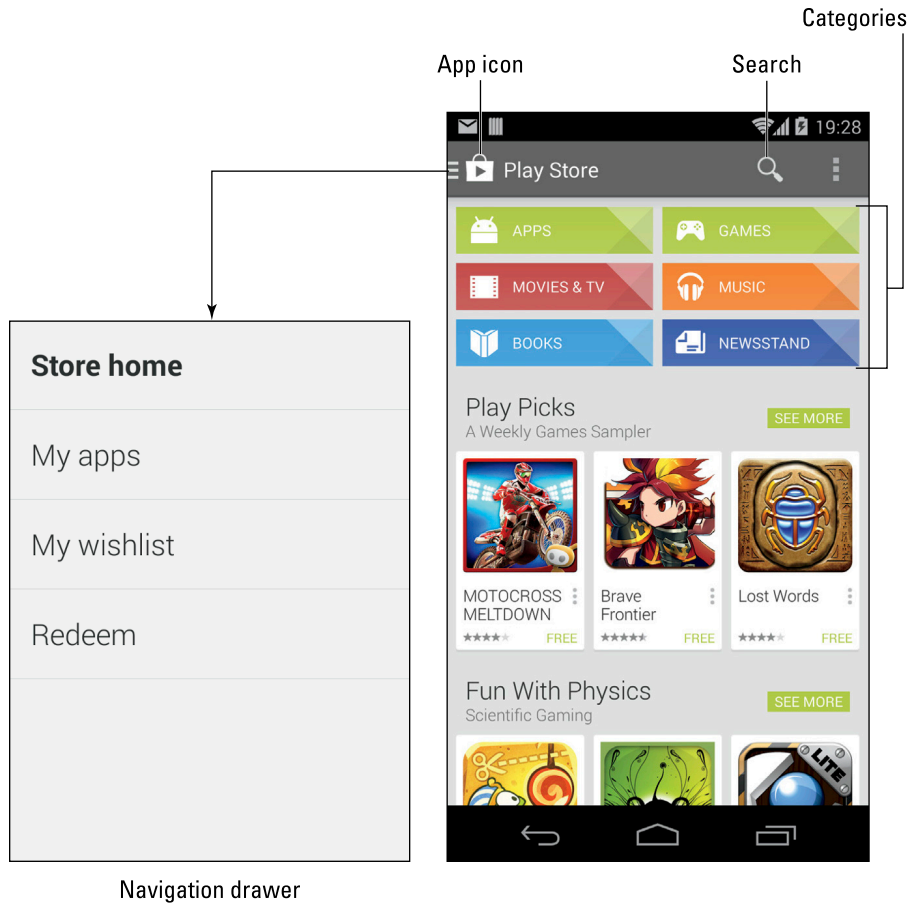 Categories
App icon
Search
19:28
Play Store
APPS
GAMES
MOVIES & TV
MUSIC
BOOKS
NEWSSTAND
Store home
My apps
My wishlist
Redeem
Play Picks
A Weekly Games Sampler
SEE MORE
MOTOCROSS
MELTDOWN
FREE
Brave
Frontier
FREE
Lost Words
FREE
Fun With Physics
Scientific Gaming
SEE MORE
LITE
Navigation drawer